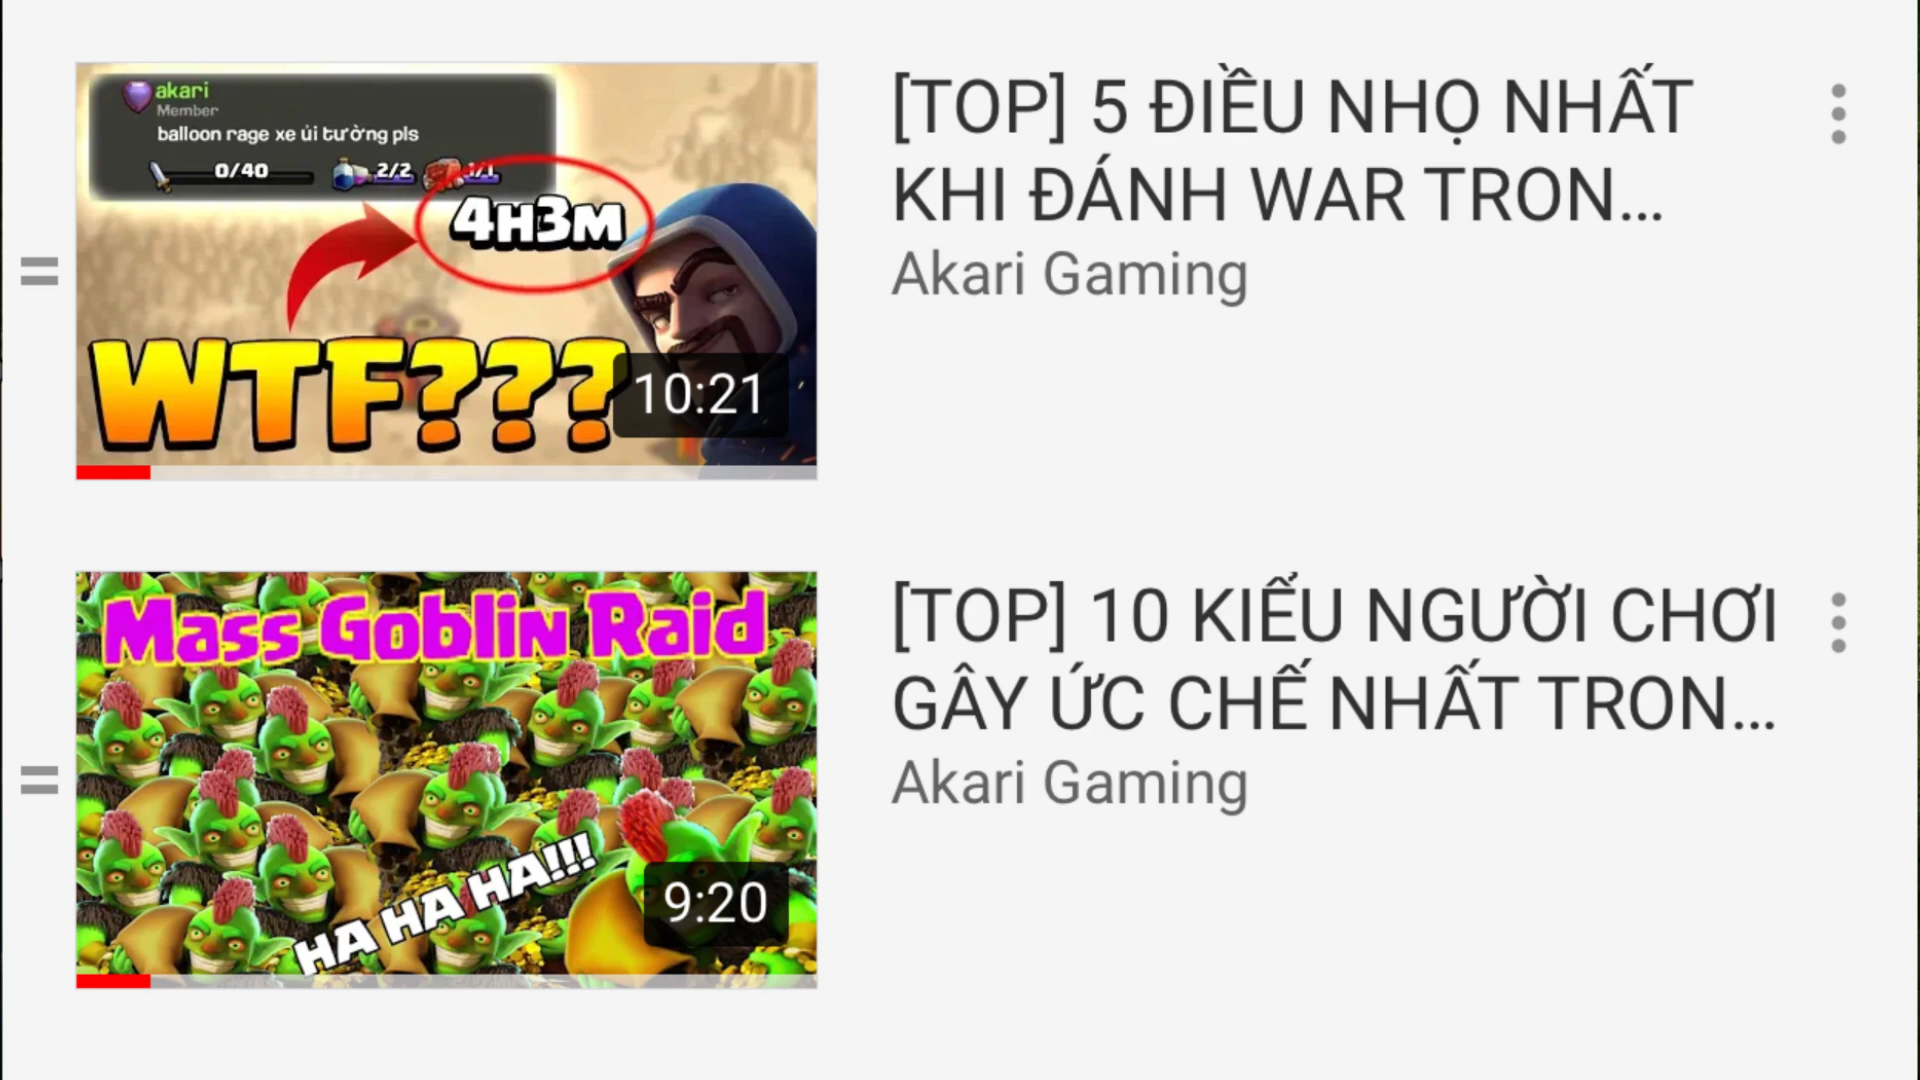 akari
Member
balloon rage xe ủi tường pls
0/40 2/2 1/1
4H3M
WTF???
10:21
[TOP] 5 ĐIỀU NHỌ NHẤT
KHI ĐÁNH WAR TRON...
Akari Gaming
Mass Goblin Raid
HA HA HA HA!!!
9:20
[TOP] 10 KIỂU NGƯỜI CHƠI
GÂY ỨC CHẾ NHẤT TRON...
Akari Gaming